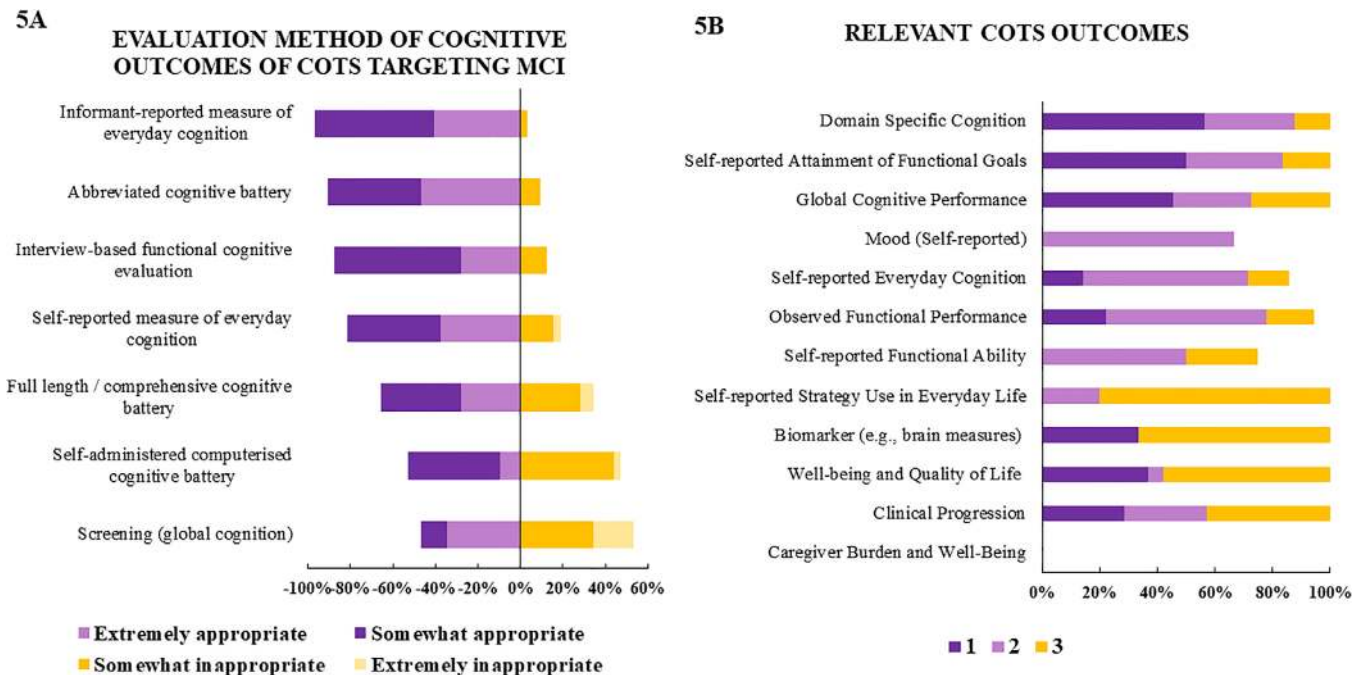 5A
EVALUATION METHOD OF COGNITIVE
OUTCOMES OF COTS TARGETING MCI
Informant-reported measure of
everyday cognition
Abbreviated cognitive battery
Interview-based functional cognitive
evaluation
Self-reported measure of everyday
cognition
Full length / comprehensive cognitive
battery
Self-administered computerised
cognitive battery
Screening (global cognition)
-100%-80% -60% -40% -20% 0% 20% 40% 60%
Extremely appropriate
Somewhat appropriate
Somewhat inappropriate
Extremely inappropriate
5B
RELEVANT COTS OUTCOMES
Domain Specific Cognition
Self-reported Attainment of Functional Goals
Global Cognitive Performance
Mood (Self-reported)
Self-reported Everyday Cognition
Observed Functional Performance
Self-reported Functional Ability
Self-reported Strategy Use in Everyday Life
Biomarker (e.g., brain measures)
Well-being and Quality of Life
Clinical Progression
Caregiver Burden and Well-Being
0% 20% 40% 60% 80% 100%
1 2 3